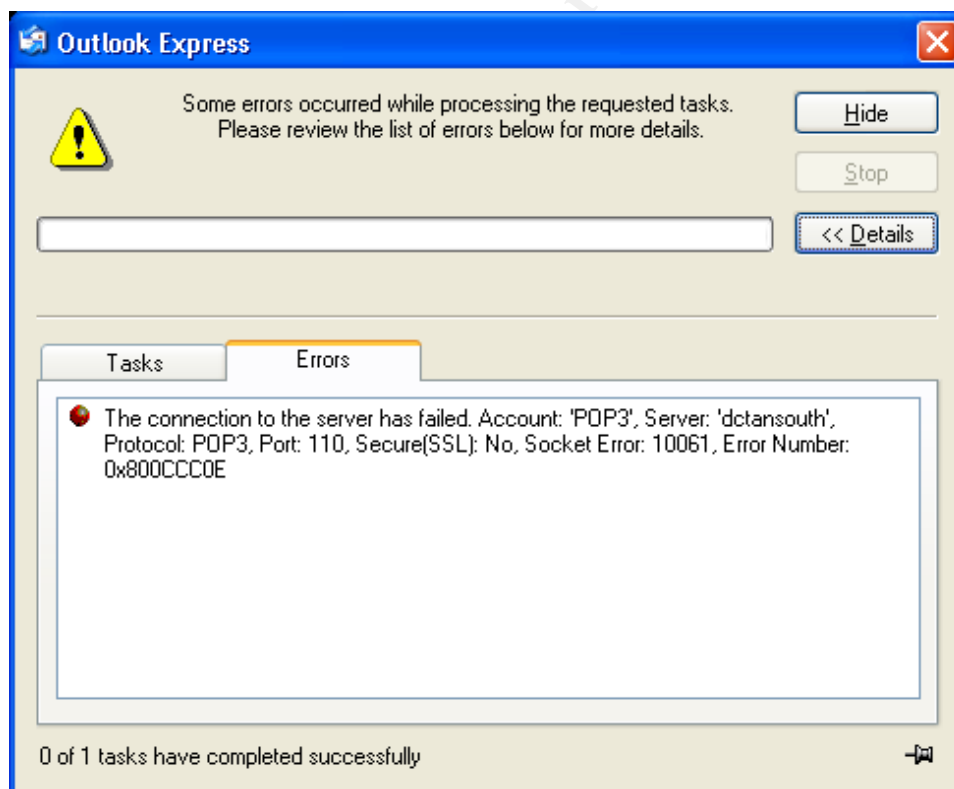 Outlook Express
Some errors occurred while processing the requested tasks.
Please review the list of errors below for more details.
Hide
Stop
<< Details
Tasks
Errors
The connection to the server has failed. Account: 'POP3', Server: 'dctansouth',
Protocol: POP3, Port: 110, Secure(SSL): No, Socket Error: 10061, Error Number:
0x800CCC0E
0 of 1 tasks have completed successfully